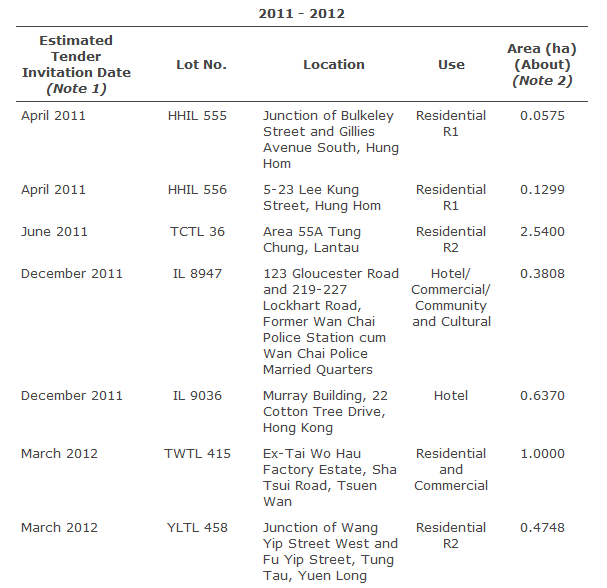 2011 - 2012
Estimated
Tender
Invitation Date
(Note 1)
Lot No.
Location
Use
Area (ha)
(About)
(Note 2)
April 2011
HHIL 555
Junction of Bulkeley
Street and Gillies
Avenue South, Hung
Hom
Residential
R1
0.0575
April 2011
HHIL 556
5-23 Lee Kung
Street, Hung Hom
Residential
R1
0.1299
June 2011
TCTL 36
Area 55A Tung
Chung, Lantau
Residential
R2
2.5400
December 2011
IL 8947
123 Gloucester Road
and 219-227
Lockhart Road,
Former Wan Chai
Police Station cum
Wan Chai Police
Married Quarters
Hotel/
Commercial/
Community
and Cultural
0.3808
December 2011
IL 9036
Murray Building, 22
Cotton Tree Drive,
Hong Kong
Hotel
0.6370
March 2012
TWTL 415
Ex-Tai Wo Hau
Factory Estate, Sha
Tsui Road, Tsuen
Wan
Residential
and
Commercial
1.0000
March 2012
YLTL 458
Junction of Wang
Yip Street West and
Fu Yip Street, Tung
Tau, Yuen Long
Residential
R2
0.4748